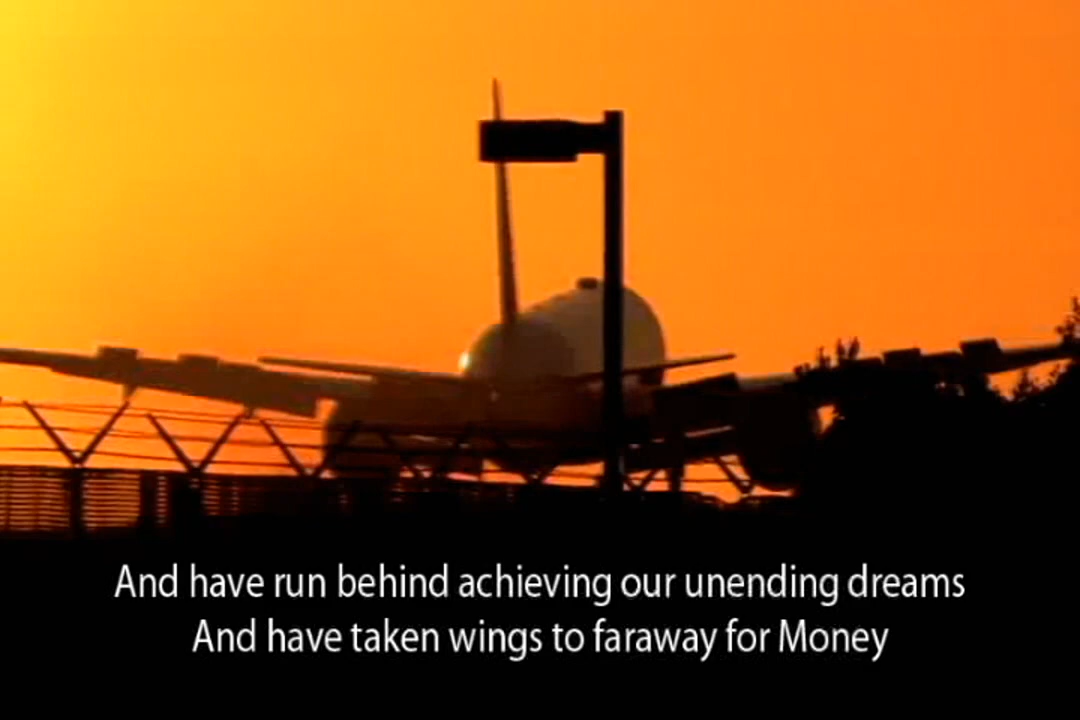 And have run behind achieving our unending dreams
And have taken wings to faraway for Money